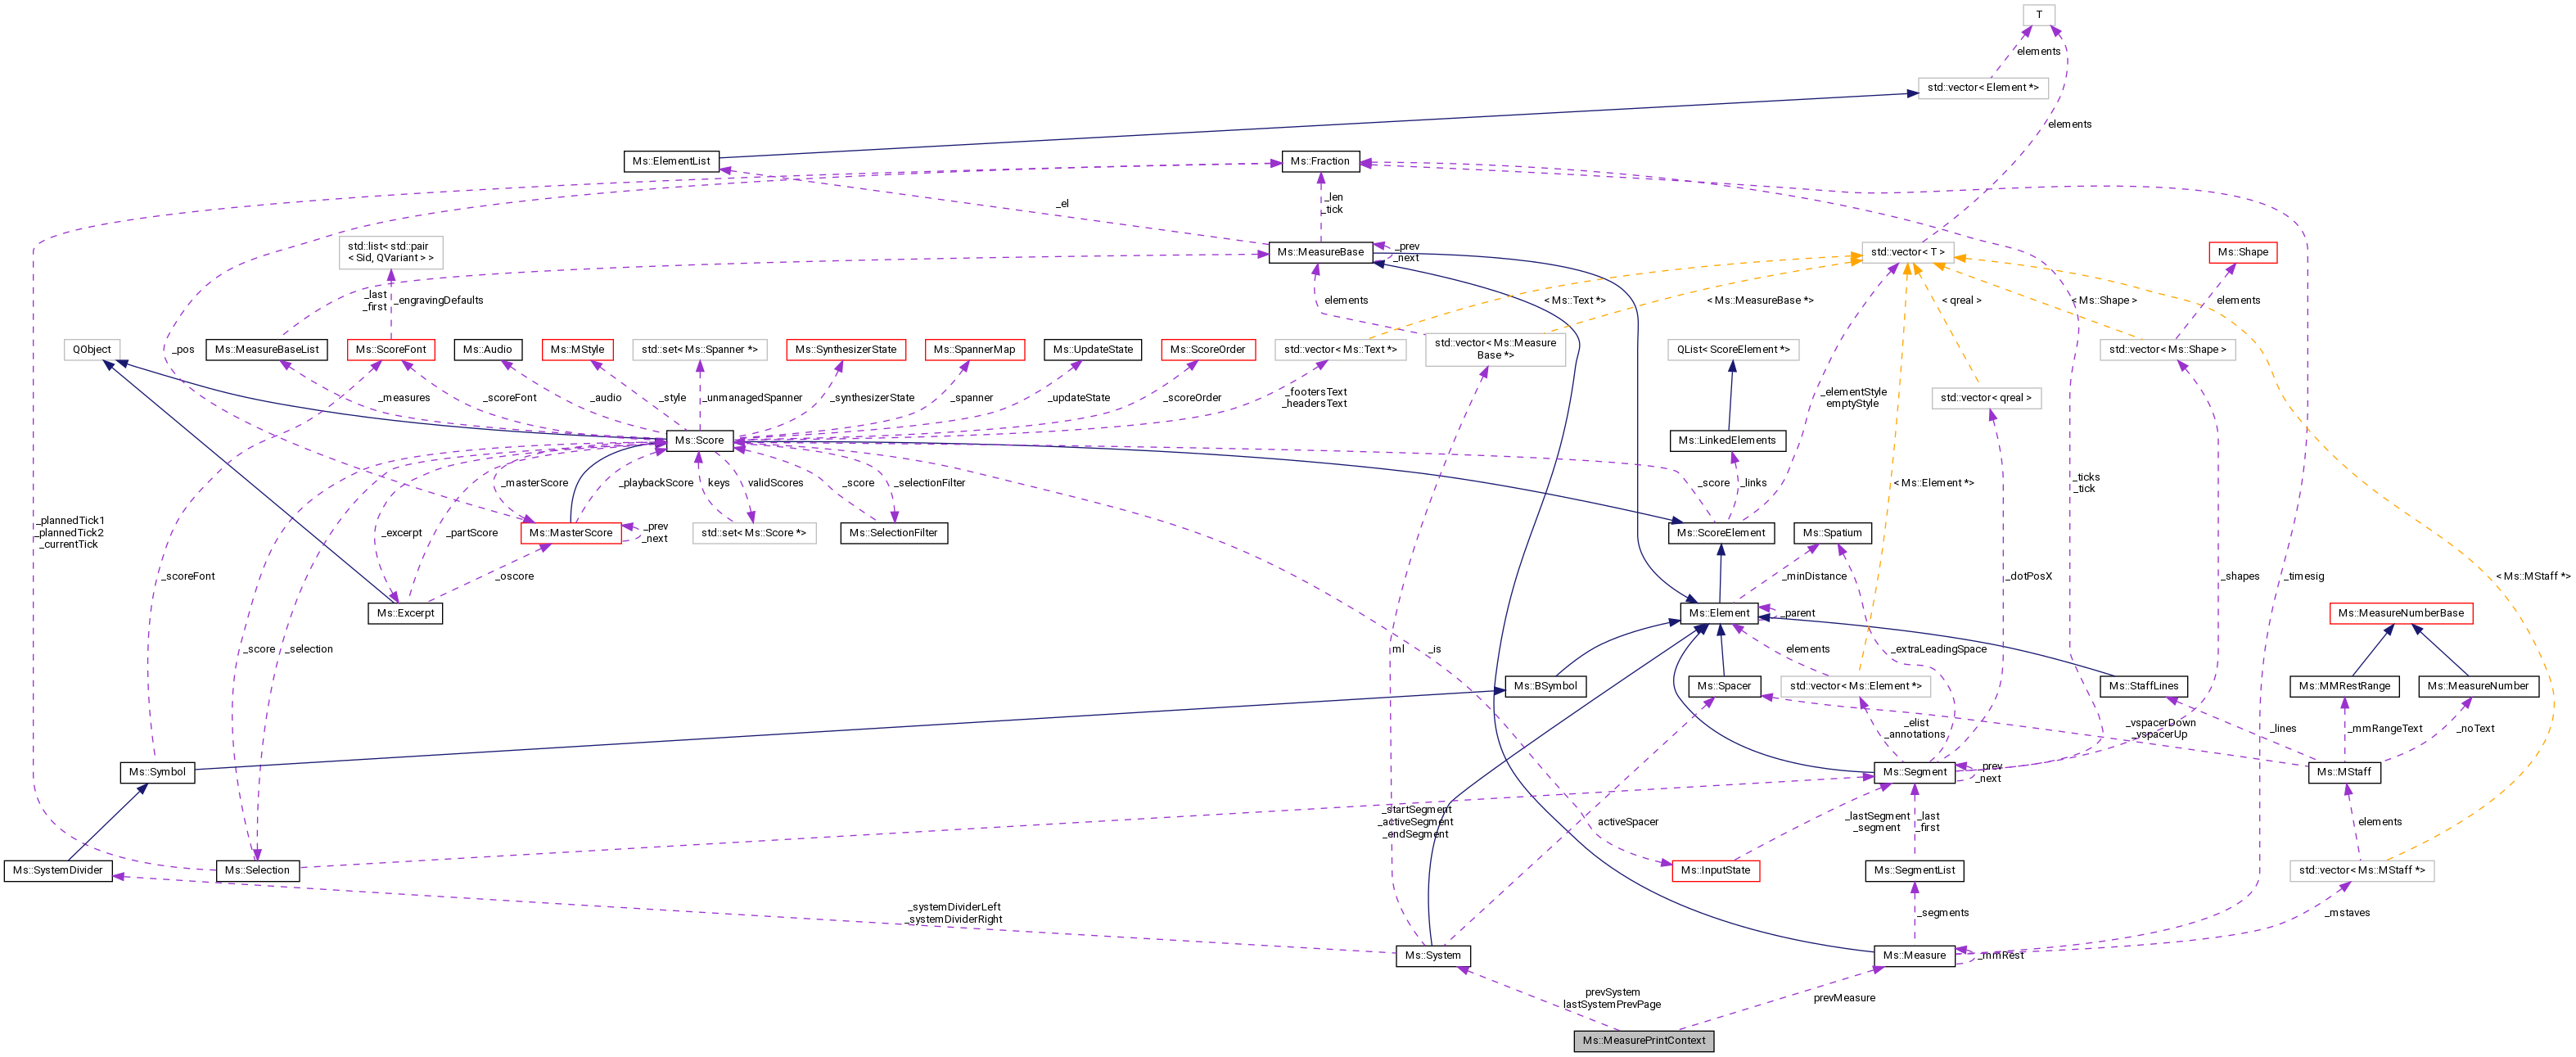 T
elements
std::vector< Element *>
elements
Ms::ElementList
Ms::Fraction
_el
_len
_tick
std::list< std::pair
< Sid, QVariant > >
Ms::MeasureBase
_prev
_next
std::vector< T >
Ms::Shape
_last
_first
_engravingDefaults
elements
< Ms::Text *>
< Ms::MeasureBase *>
< qreal >
< Ms::Shape >
elements
QObject
_pos
Ms::MeasureBaseList
Ms::ScoreFont
Ms::Audio
Ms::MStyle
std::set< Ms::Spanner *>
Ms::SynthesizerState
Ms::SpannerMap
Ms::UpdateState
Ms::ScoreOrder
std::vector< Ms::Text *>
std::vector< Ms::Measure
Base *>
QList< ScoreElement *>
std::vector< Ms::Shape >
_measures
_scoreFont
_audio
_style
_unmanagedSpanner
_synthesizerState
_spanner
_updateState
_scoreOrder
_footersText
_headersText
_elementStyle
emptyStyle
std::vector< qreal >
Ms::Score
Ms::LinkedElements
_masterScore
_playbackScore
keys
validScores
_score
_selectionFilter
_score
_links
< Ms::Element *>
_ticks
_tick
_plannedTick1
_plannedTick2
_currentTick
_excerpt
_partScore
Ms::MasterScore
_prev
_next
std::set< Ms::Score *>
Ms::SelectionFilter
Ms::ScoreElement
Ms::Spatium
_scoreFont
_oscore
_minDistance
_dotPosX
_shapes
_timesig
< Ms::MStaff *>
Ms::Excerpt
Ms::Element
_parent
Ms::MeasureNumberBase
_score
_selection
ml
_is
elements
_extraLeadingSpace
Ms::BSymbol
Ms::Spacer
std::vector< Ms::Element *>
Ms::StaffLines
Ms::MMRestRange
Ms::MeasureNumber
_elist
_annotations
_vspacerDown
_vspacerUp
_lines
_mmRangeText
_noText
Ms::Symbol
Ms::Segment
_prev
_next
Ms::MStaff
_startSegment
_activeSegment
_endSegment
activeSpacer
_lastSegment
_segment
_last
_first
elements
Ms::SystemDivider
Ms::Selection
Ms::InputState
Ms::SegmentList
std::vector< Ms::MStaff *>
_systemDividerLeft
_systemDividerRight
_segments
_mstaves
Ms::System
Ms::Measure
_mmRest
prevSystem
lastSystemPrevPage
prevMeasure
Ms::MeasurePrintContext